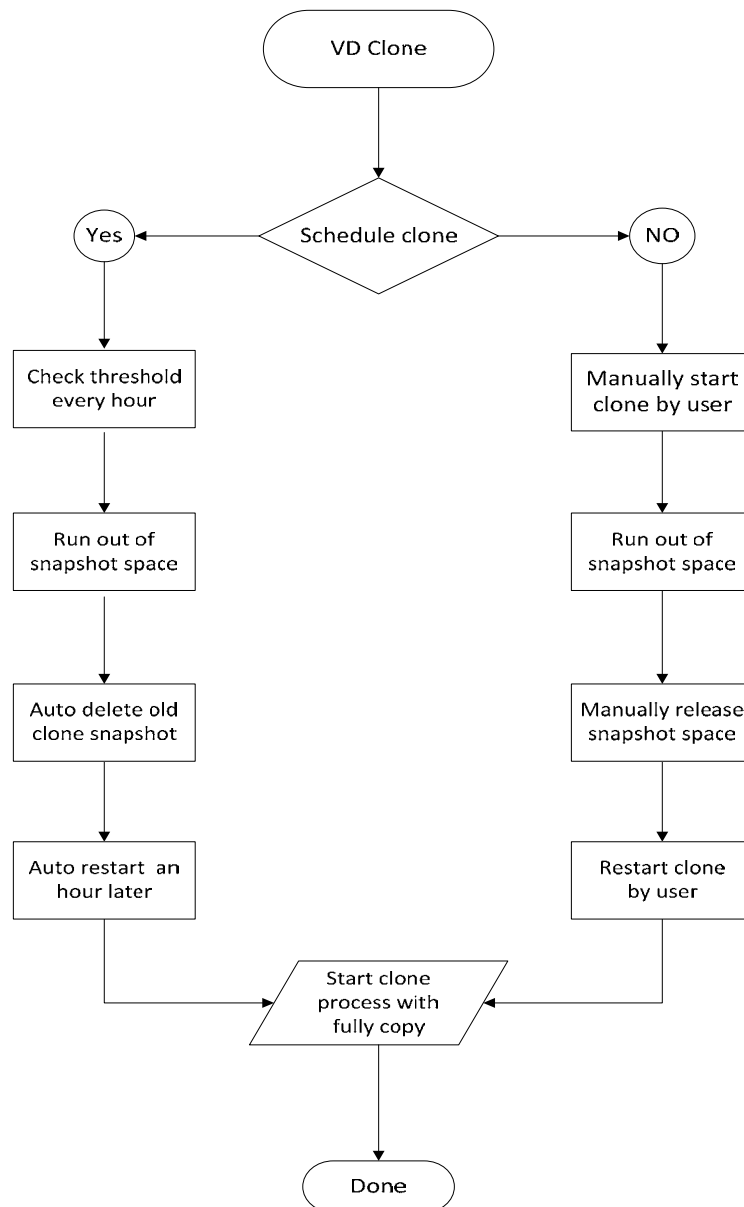 VD Clone
Schedule clone
Yes
NO
Check threshold
every hour
Manually start
clone by user
Run out of
snapshot space
Run out of
snapshot space
Auto delete old
clone snapshot
Manually release
snapshot space
Auto restart an
hour later
Restart clone
by user
Start clone
process with
fully copy
Done